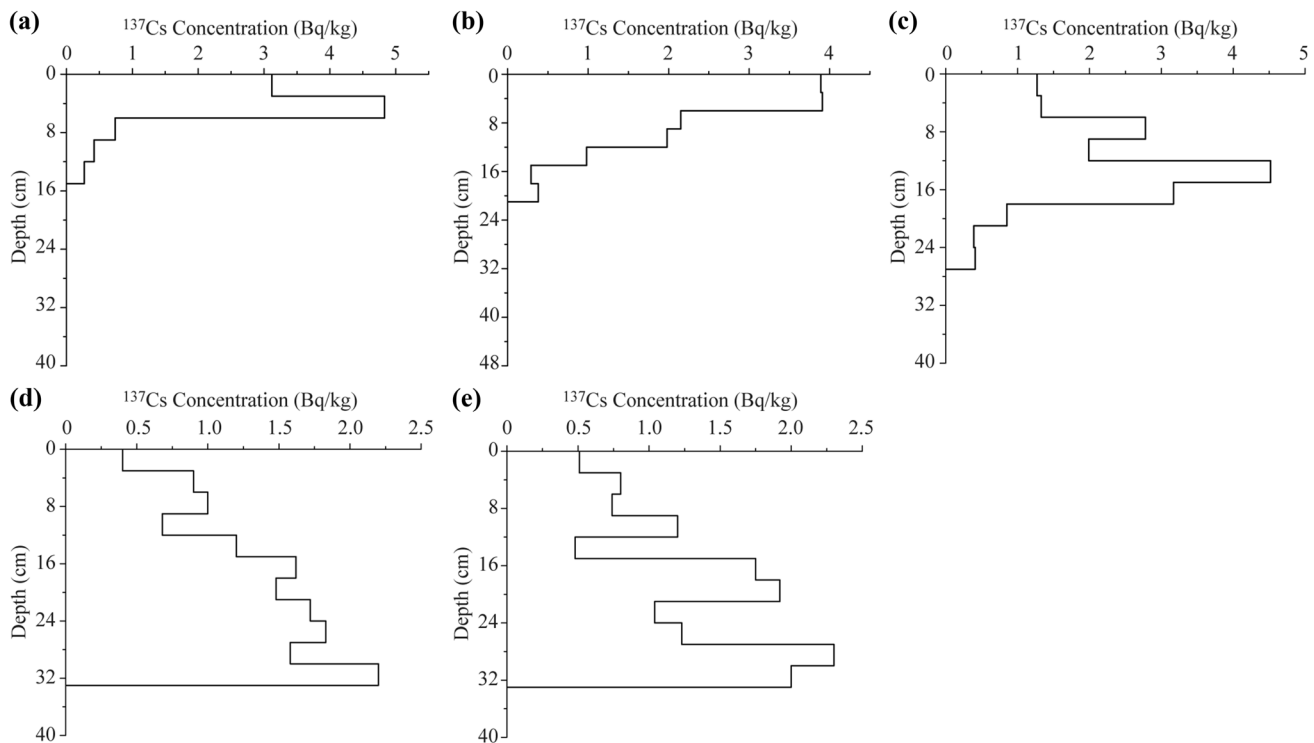 (a)
¹³⁷Cs Concentration (Bq/kg)
0 1 2 3 4 5
Depth (cm)
0
8
16
24
32
40
(b)
¹³⁷Cs Concentration (Bq/kg)
0 1 2 3 4
Depth (cm)
0
8
16
24
32
40
48
(c)
¹³⁷Cs Concentration (Bq/kg)
0 1 2 3 4 5
Depth (cm)
0
8
16
24
32
40
(d)
¹³⁷Cs Concentration (Bq/kg)
0 0.5 1.0 1.5 2.0 2.5
Depth (cm)
0
8
16
24
32
40
(e)
¹³⁷Cs Concentration (Bq/kg)
0 0.5 1.0 1.5 2.0 2.5
Depth (cm)
0
8
16
24
32
40